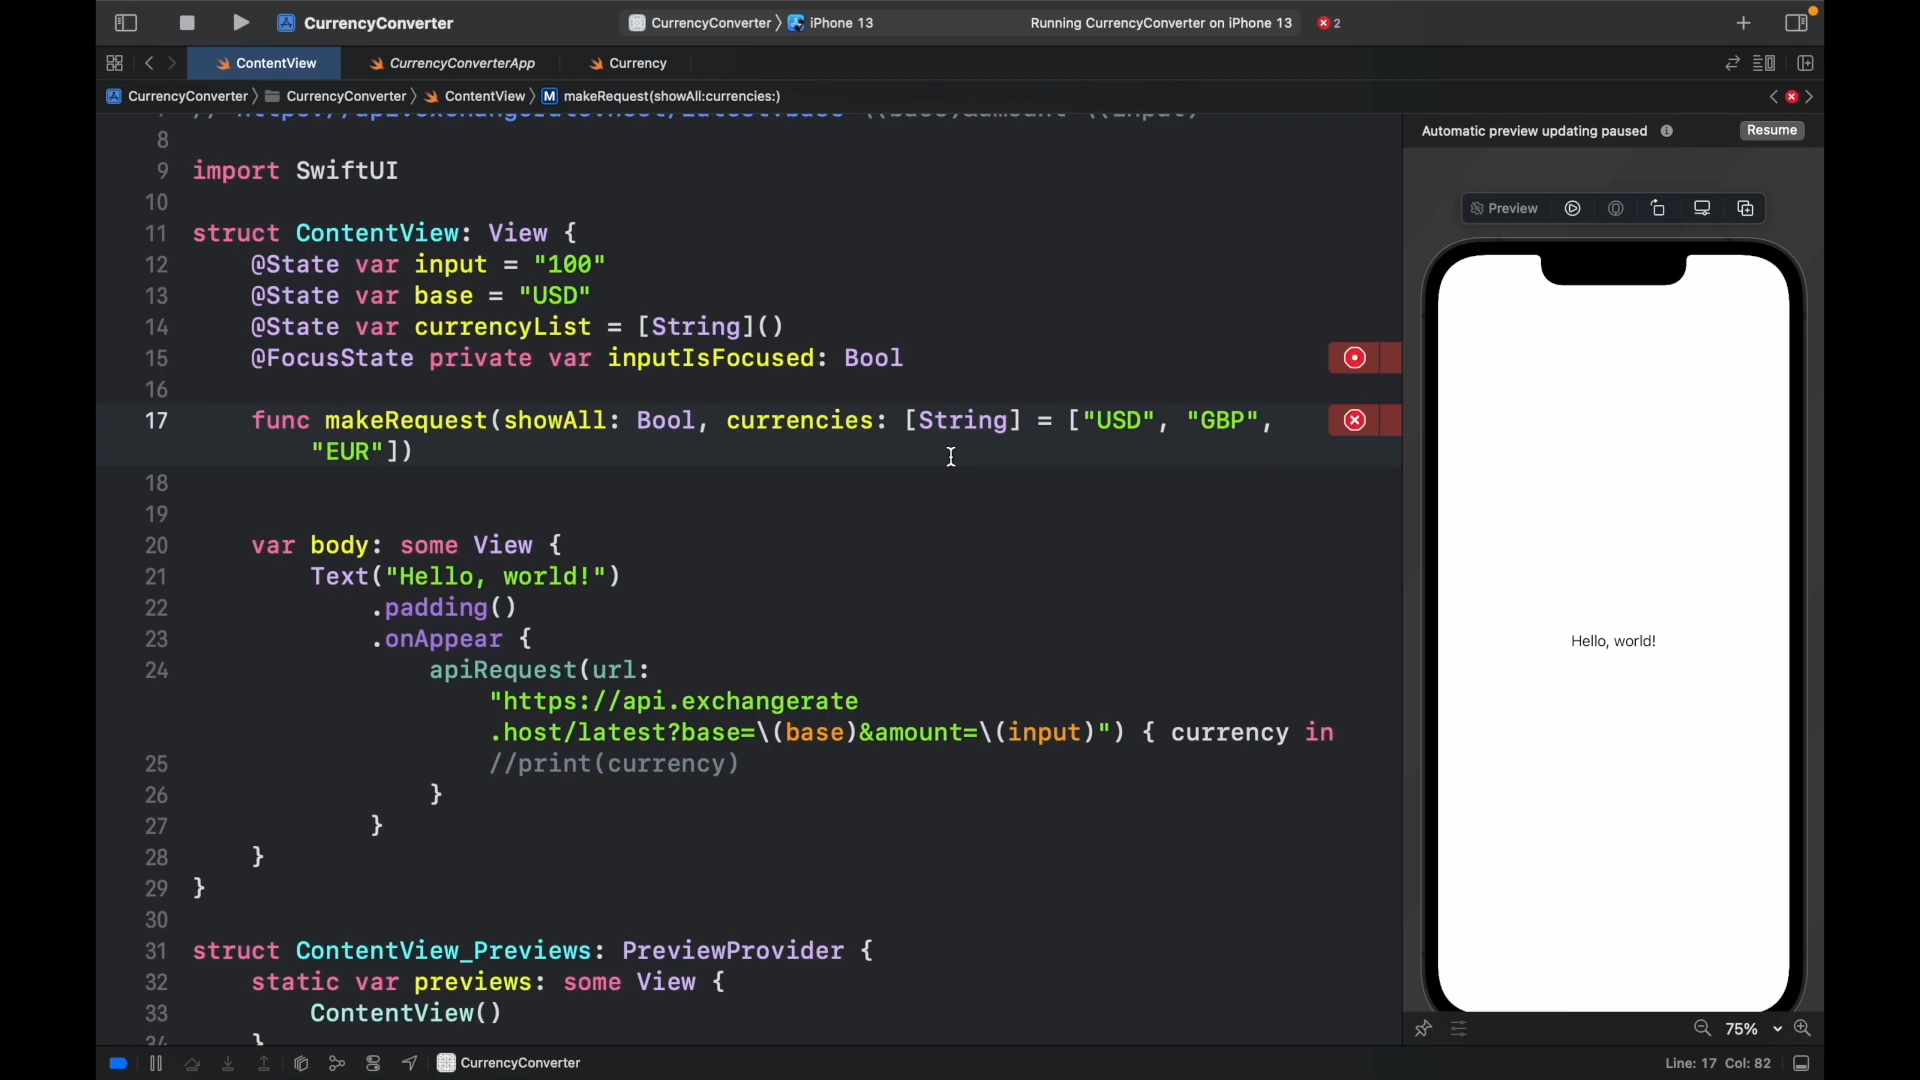 CurrencyConverter
CurrencyConverter
iPhone 13
Running CurrencyConverter on iPhone 13
2
ContentView
CurrencyConverterApp
Currency
CurrencyConverter
CurrencyConverter
ContentView
M
makeRequest(showAll:currencies:)
8
9 import SwiftUI
10
11 struct ContentView: View {
12 @State var input = "100"
13 @State var base = "USD"
14 @State var currencyList = [String]()
15 @FocusState private var inputIsFocused: Bool
16
17 func makeRequest(showAll: Bool, currencies: [String] = ["USD", "GBP",
"EUR"])
18
19
20 var body: some View {
21 Text("Hello, world!")
22 .padding()
23 .onAppear {
24 apiRequest(url:
"https://api.exchangerate
.host/latest?base=\(base)&amount=\(input)") { currency in
25 //print(currency)
26 }
27 }
28 }
29 }
30
31 struct ContentView_Previews: PreviewProvider {
32 static var previews: some View {
33 ContentView()
Automatic preview updating paused
Resume
Preview
Hello, world!
75%
CurrencyConverter
Line: 17 Col: 82